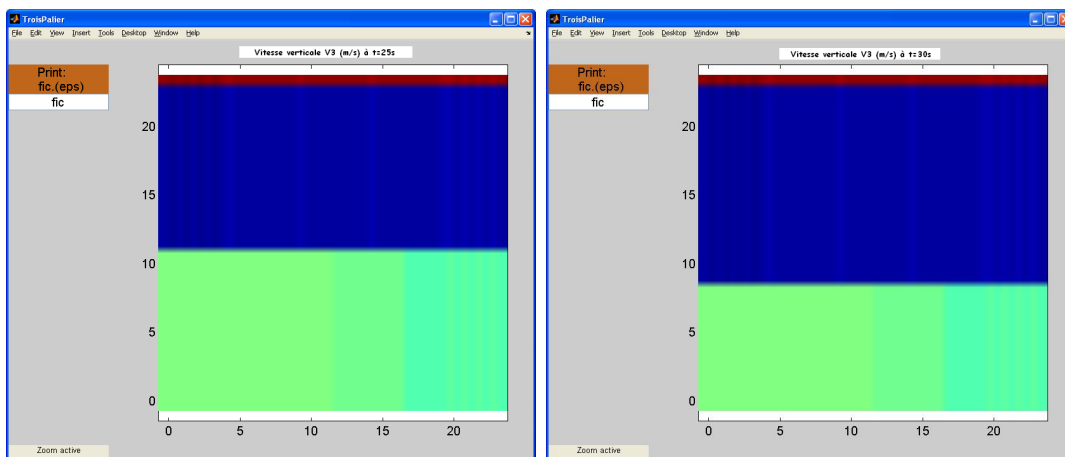 TroisPalier
File Edit View Insert Tools Desktop Window Help
Vitesse verticale V3 (m/s) à t=25s
Print:
fic.(eps)
fic
20
15
10
5
0
0 5 10 15 20
Zoom active
TroisPalier
File Edit View Insert Tools Desktop Window Help
Vitesse verticale V3 (m/s) à t=30s
Print:
fic.(eps)
fic
20
15
10
5
0
0 5 10 15 20
Zoom active